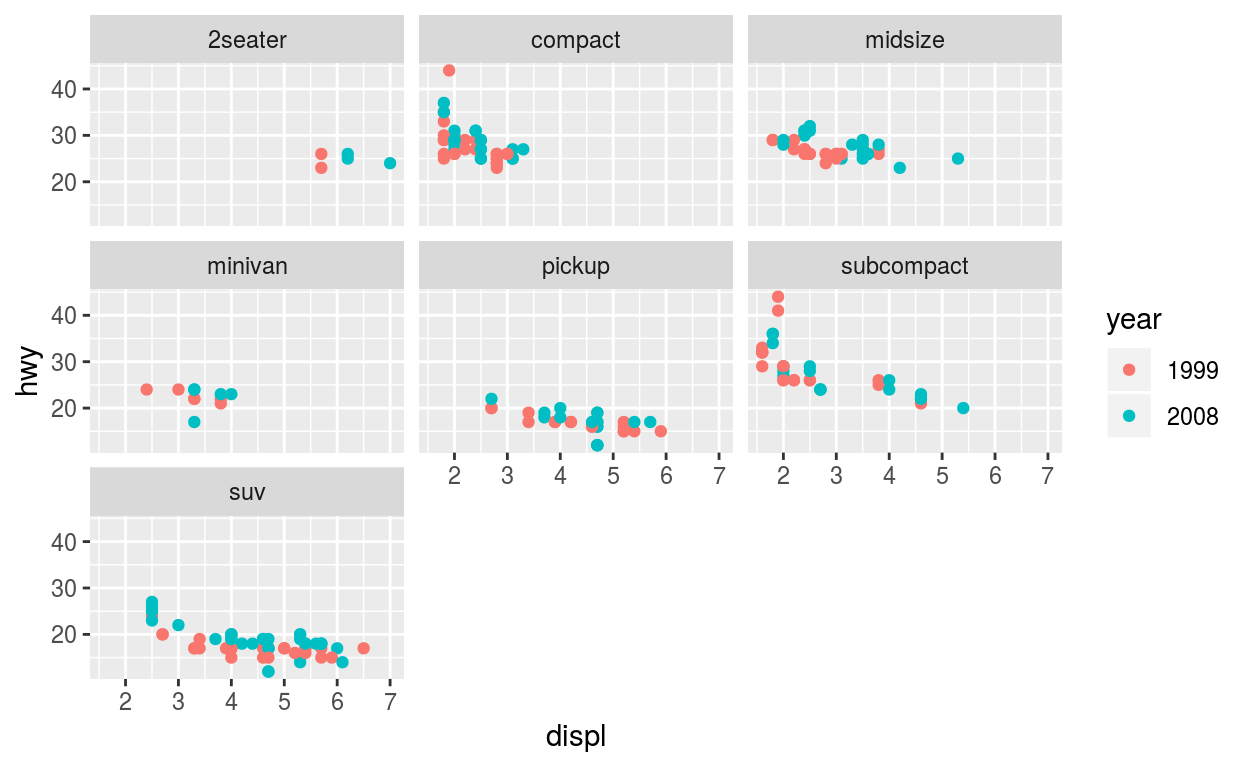 2seater
compact
midsize
40
30
20
minivan
pickup
subcompact
40
30
20
2 3 4 5 6 7
2 3 4 5 6 7
suv
40
30
20
2 3 4 5 6 7
displ
hwy
year
1999
2008